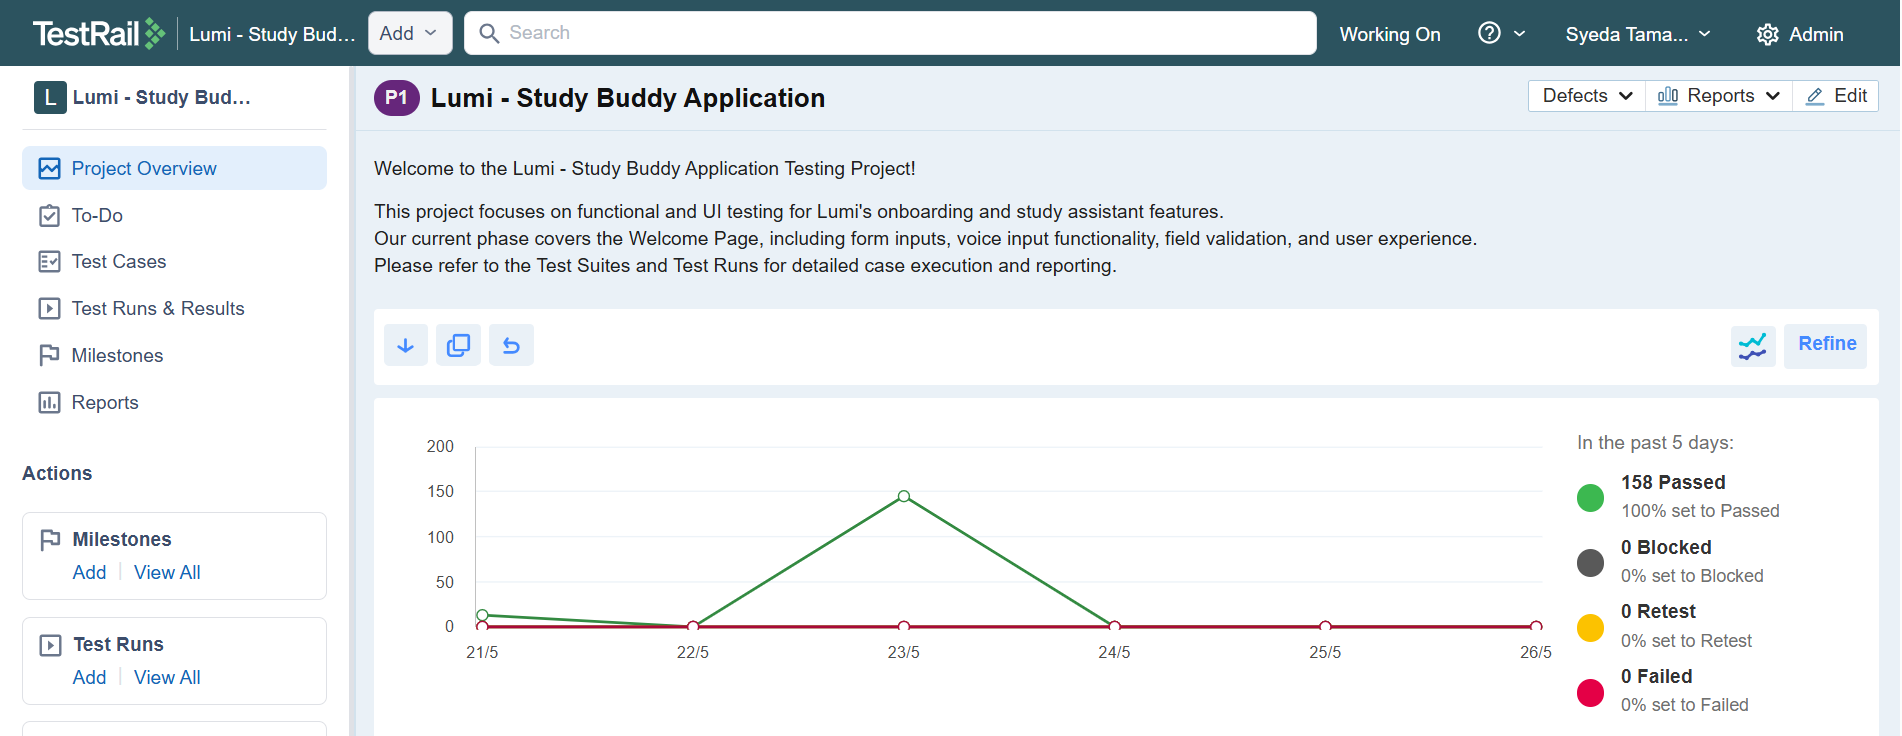 TestRail
Lumi - Study Bud...
Add
Search
Working On
Syeda Tama...
Admin
L
Lumi - Study Bud...
Project Overview
To-Do
Test Cases
Test Runs & Results
Milestones
Reports
Actions
Milestones
Add
View All
Test Runs
Add
View All
P1
Lumi - Study Buddy Application
Defects
Reports
Edit
Welcome to the Lumi - Study Buddy Application Testing Project!
This project focuses on functional and UI testing for Lumi's onboarding and study assistant features.
Our current phase covers the Welcome Page, including form inputs, voice input functionality, field validation, and user experience.
Please refer to the Test Suites and Test Runs for detailed case execution and reporting.
Refine
200
150
100
50
0
21/5
22/5
23/5
24/5
25/5
26/5
In the past 5 days:
158 Passed
100% set to Passed
0 Blocked
0% set to Blocked
0 Retest
0% set to Retest
0 Failed
0% set to Failed